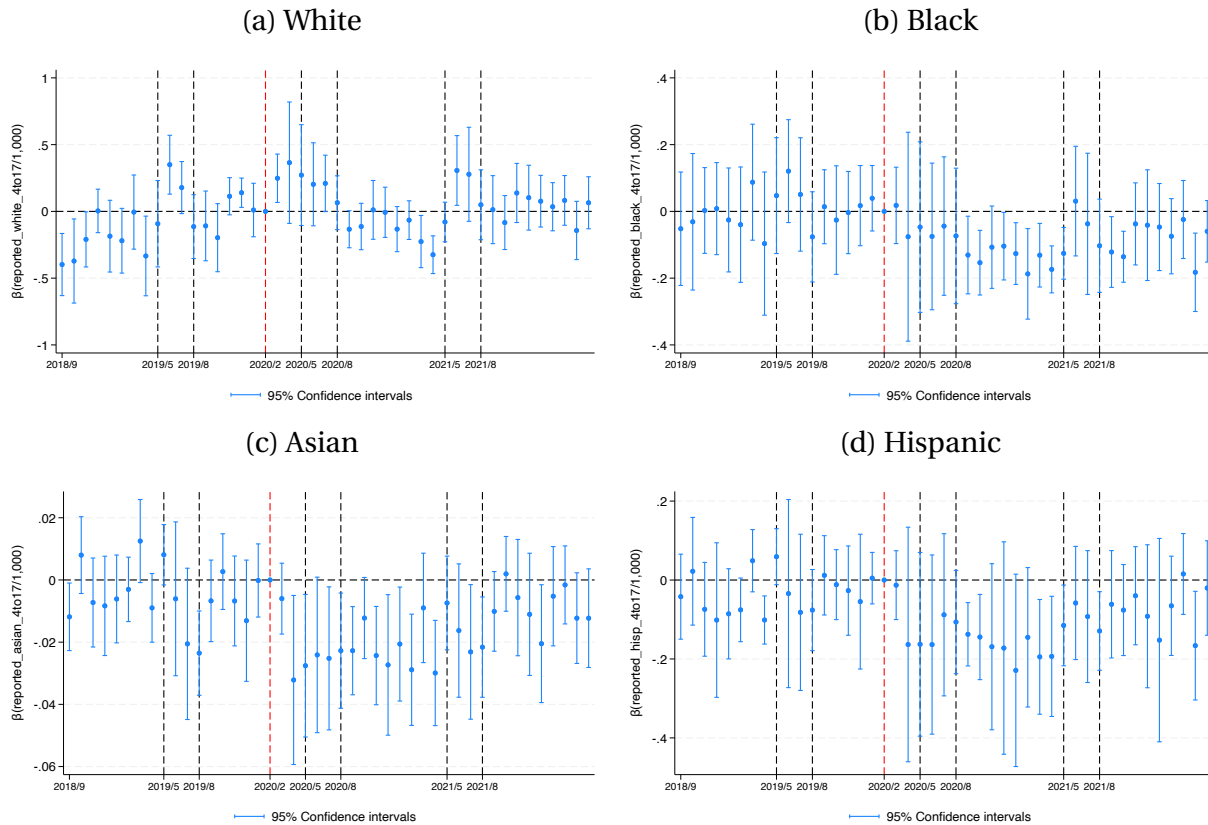 (a) White
β(reported_white_4to17/1,000)
1
.5
0
-.5
-1
2018/9 2019/5 2019/8 2020/2 2020/5 2020/8 2021/5 2021/8
95% Confidence intervals
(b) Black
β(reported_black_4to17/1,000)
.4
.2
0
-.2
-.4
2018/9 2019/5 2019/8 2020/2 2020/5 2020/8 2021/5 2021/8
95% Confidence intervals
(c) Asian
β(reported_asian_4to17/1,000)
.02
0
-.02
-.04
-.06
2018/9 2019/5 2019/8 2020/2 2020/5 2020/8 2021/5 2021/8
95% Confidence intervals
(d) Hispanic
β(reported_hisp_4to17/1,000)
.2
0
-.2
-.4
2018/9 2019/5 2019/8 2020/2 2020/5 2020/8 2021/5 2021/8
95% Confidence intervals